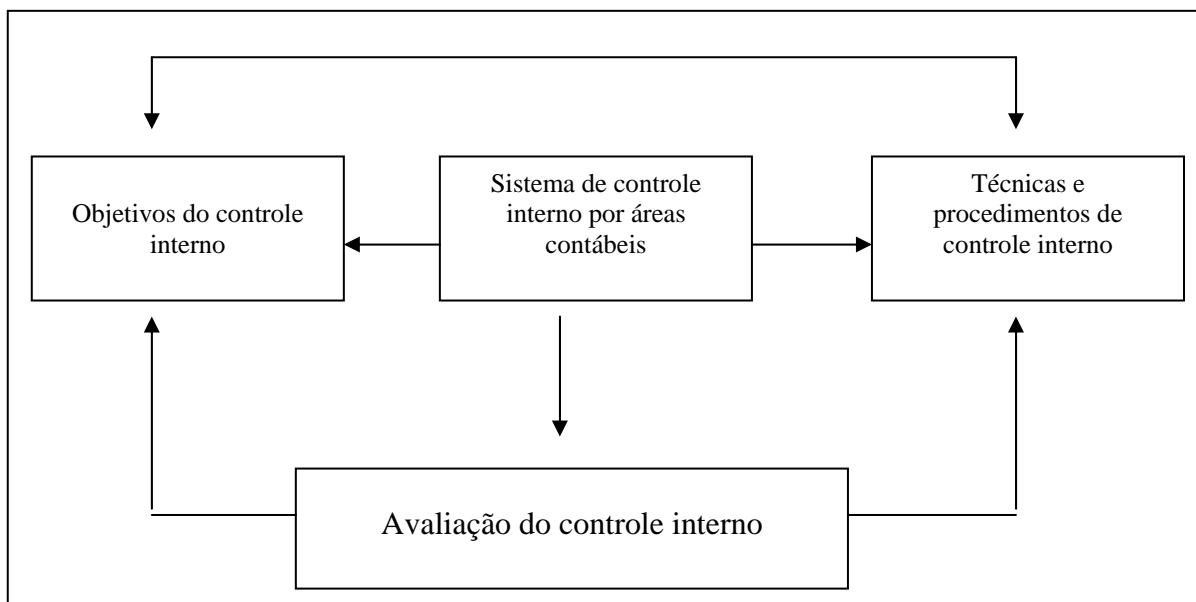 Objetivos do controle
interno
Sistema de controle
interno por áreas
contábeis
Técnicas e
procedimentos de
controle interno
Avaliação do controle interno